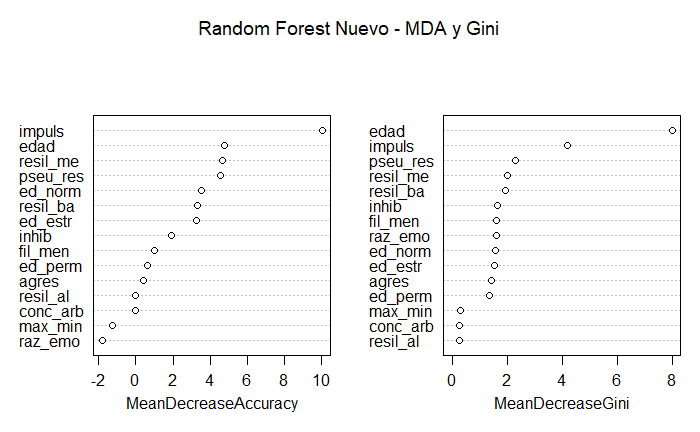 Random Forest Nuevo - MDA y Gini
impuls
edad
resil_me
pseu_res
ed_norm
resil_ba
ed_estr
inhib
fil_men
ed_perm
agres
resil_al
conc_arb
max_min
raz_emo
-2 0 2 4 6 8 10
MeanDecreaseAccuracy
edad
impuls
pseu_res
resil_me
resil_ba
inhib
fil_men
raz_emo
ed_norm
ed_estr
agres
ed_perm
max_min
conc_arb
resil_al
0 2 4 6 8
MeanDecreaseGini